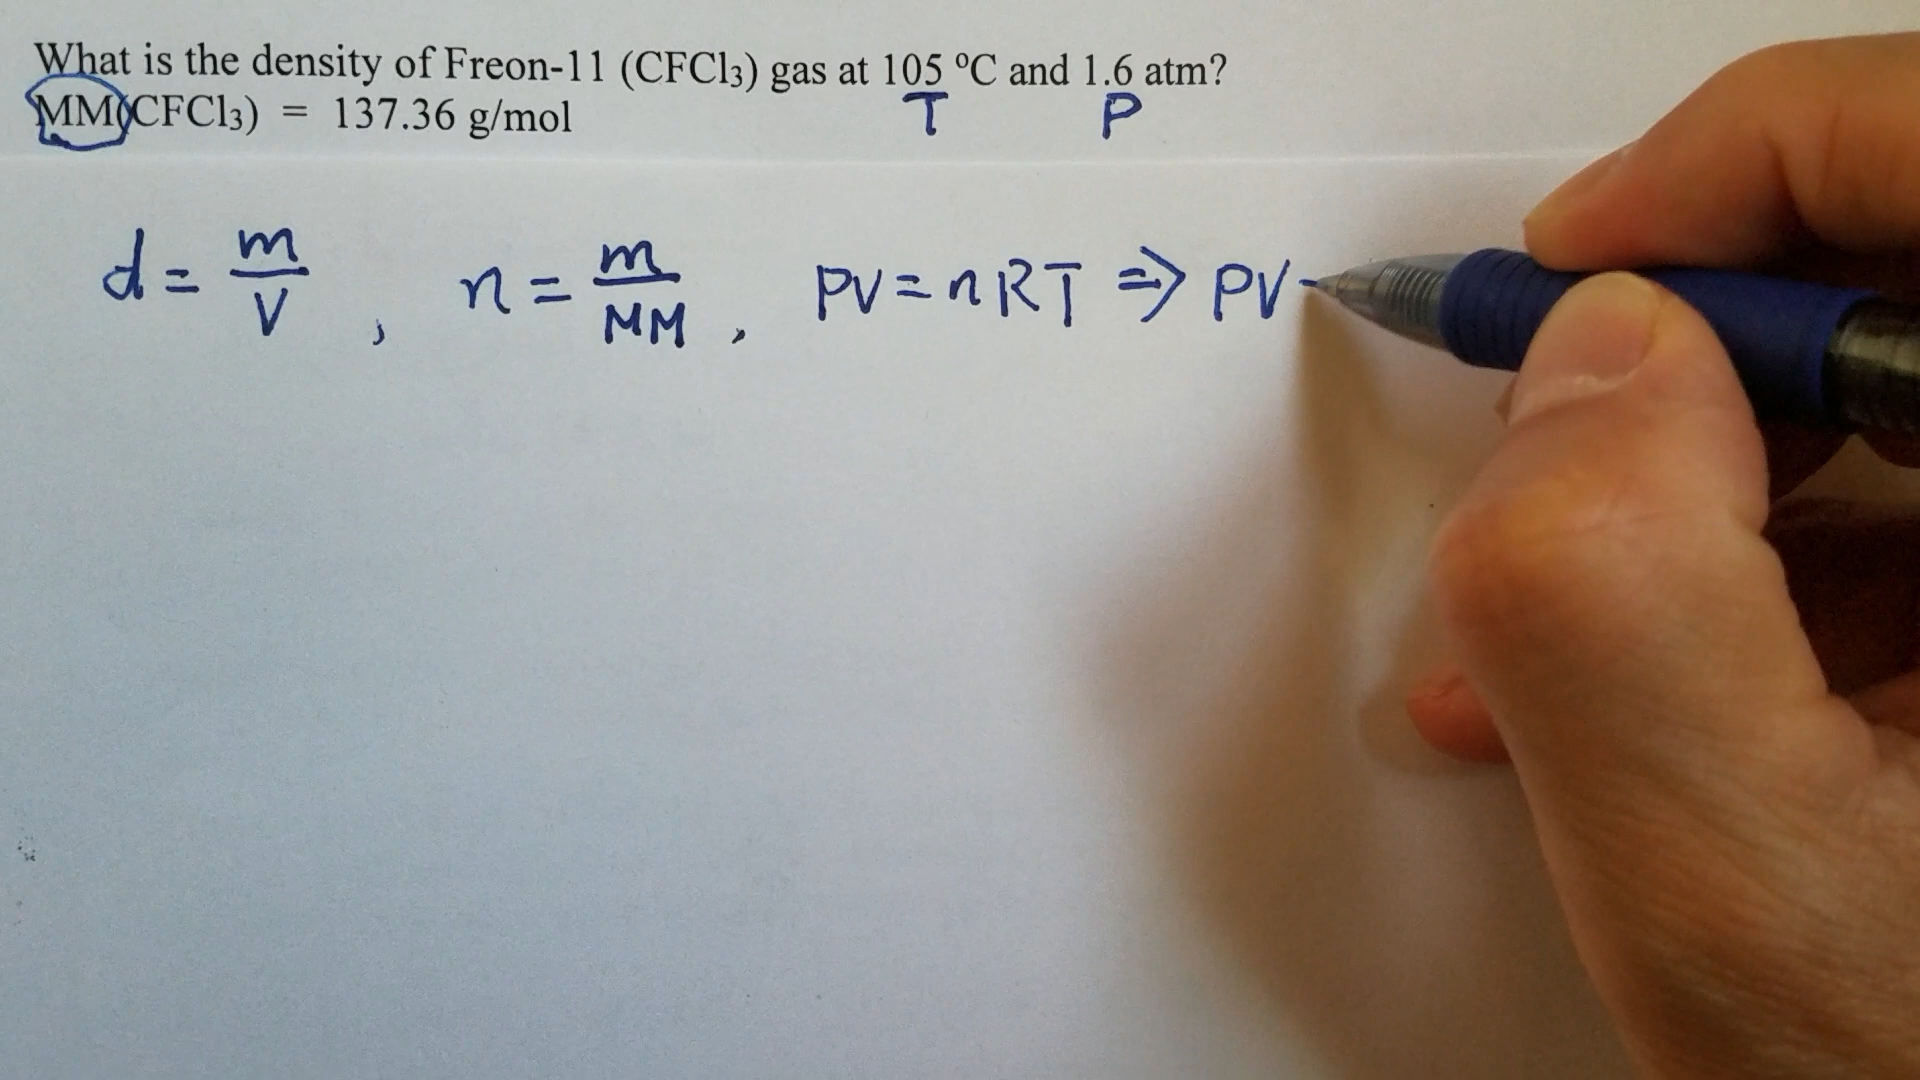 What is the density of Freon-11 (CFCl₃) gas at 105 ºC and 1.6 atm?
MM(CFCl₃) = 137.36 g/mol
T P
d = m/V , n = m/MM , PV = nRT ⇒ PV -